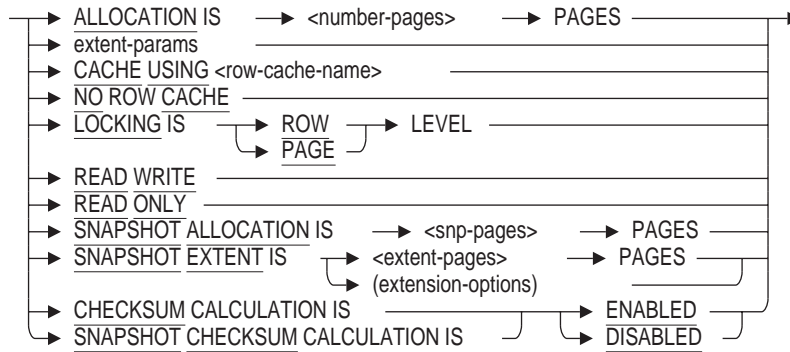 ALLOCATION IS <number-pages> PAGES
extent-params
CACHE USING <row-cache-name>
NO ROW CACHE
LOCKING IS ROW LEVEL
PAGE
READ WRITE
READ ONLY
SNAPSHOT ALLOCATION IS <snp-pages> PAGES
SNAPSHOT EXTENT IS <extent-pages> PAGES
(extension-options)
CHECKSUM CALCULATION IS ENABLED
SNAPSHOT CHECKSUM CALCULATION IS DISABLED